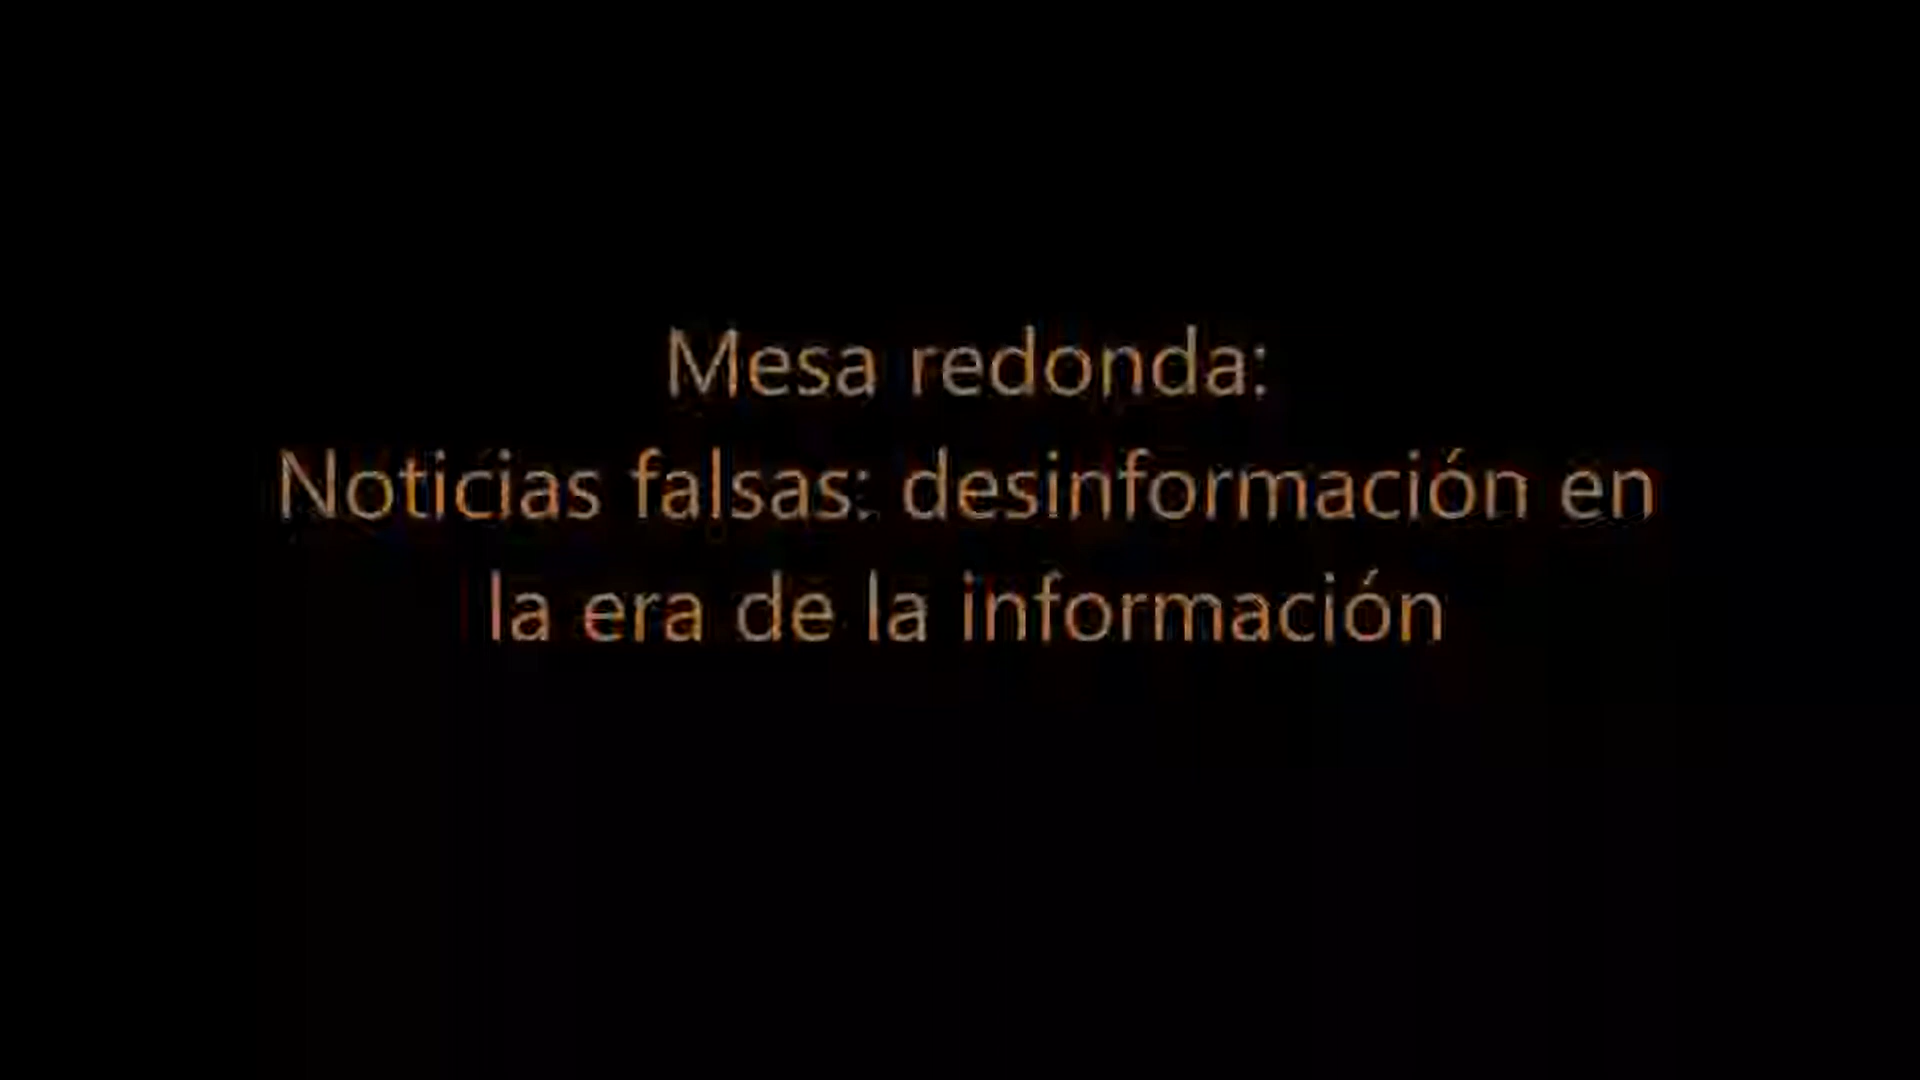 Mesa redonda:
Noticias falsas: desinformación en
la era de la información